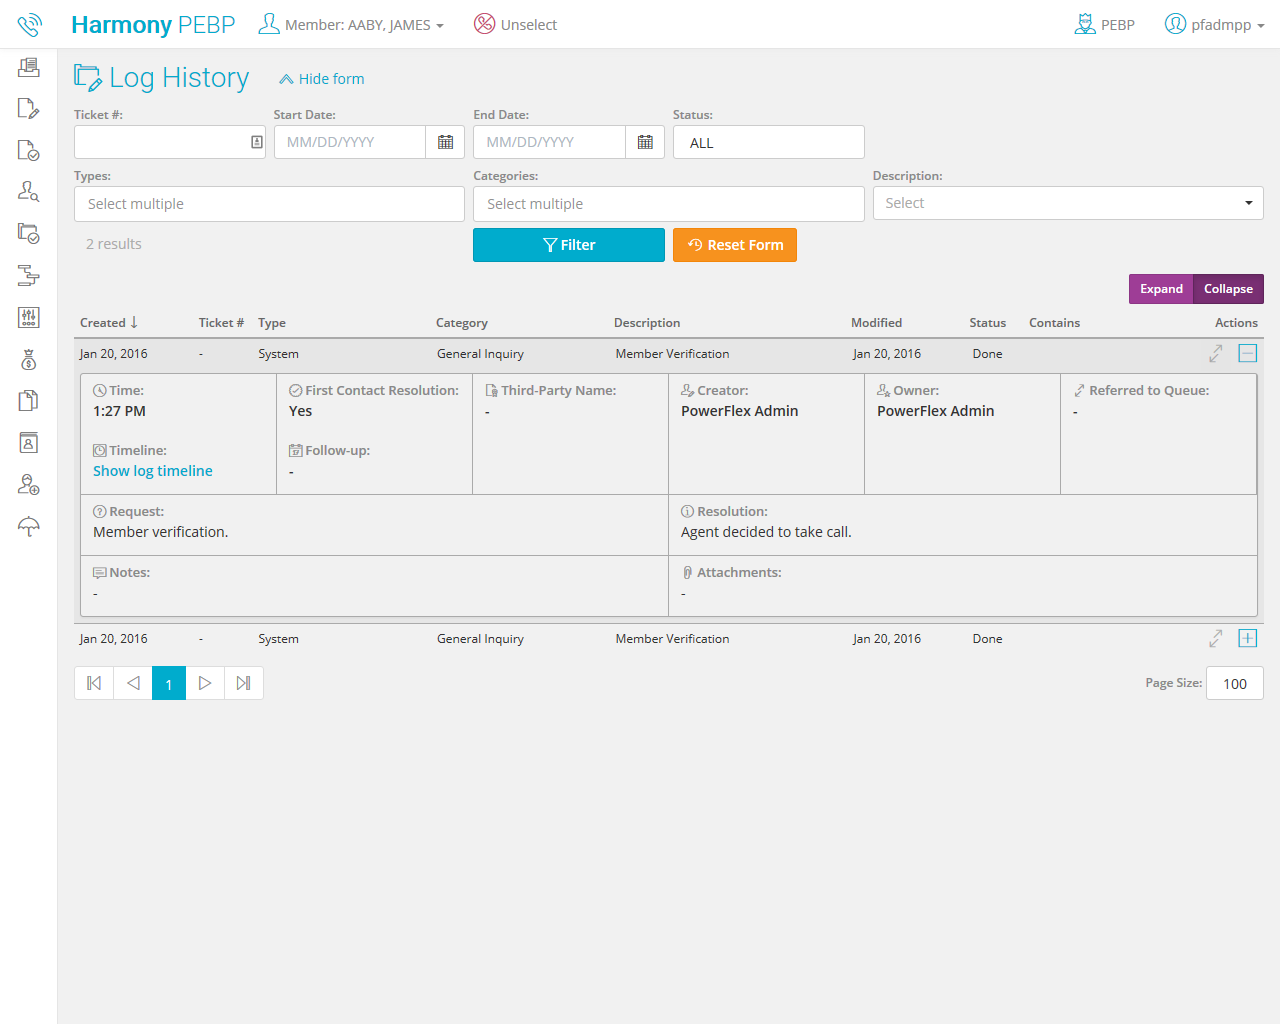 Harmony PEBP Member: AABY, JAMES Unselect PEBP pfadmpp
Log History Hide form
Ticket #: Start Date: End Date: Status:
MM/DD/YYYY MM/DD/YYYY ALL
Types: Categories: Description:
Select multiple Select multiple Select
2 results Filter Reset Form
Expand Collapse
Created Ticket # Type Category Description Modified Status Contains Actions
Jan 20, 2016 - System General Inquiry Member Verification Jan 20, 2016 Done
Time: First Contact Resolution: Third-Party Name: Creator: Owner: Referred to Queue:
1:27 PM Yes - PowerFlex Admin PowerFlex Admin -
Timeline: Follow-up:
Show log timeline -
Request: Resolution:
Member verification. Agent decided to take call.
Notes: Attachments:
- -
Jan 20, 2016 - System General Inquiry Member Verification Jan 20, 2016 Done
1 Page Size: 100